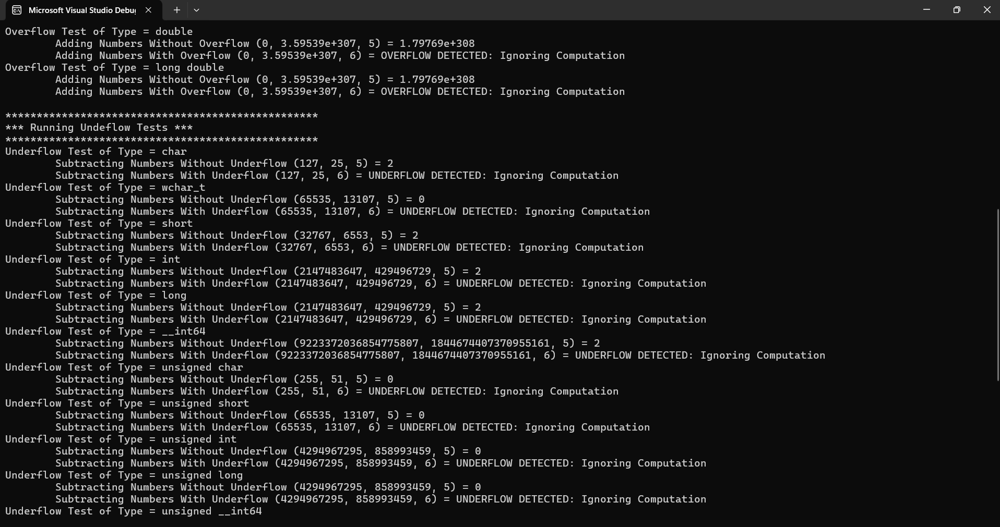 Microsoft Visual Studio Debug
Overflow Test of Type = double
        Adding Numbers Without Overflow (0, 3.59539e+307, 5) = 1.79769e+308
        Adding Numbers With Overflow (0, 3.59539e+307, 6) = OVERFLOW DETECTED: Ignoring Computation
Overflow Test of Type = long double
        Adding Numbers Without Overflow (0, 3.59539e+307, 5) = 1.79769e+308
        Adding Numbers With Overflow (0, 3.59539e+307, 6) = OVERFLOW DETECTED: Ignoring Computation
**************************************************
*** Running Undeflow Tests ***
**************************************************
Underflow Test of Type = char
        Subtracting Numbers Without Underflow (127, 25, 5) = 2
        Subtracting Numbers With Underflow (127, 25, 6) = UNDERFLOW DETECTED: Ignoring Computation
Underflow Test of Type = wchar_t
        Subtracting Numbers Without Underflow (65535, 13107, 5) = 0
        Subtracting Numbers With Underflow (65535, 13107, 6) = UNDERFLOW DETECTED: Ignoring Computation
Underflow Test of Type = short
        Subtracting Numbers Without Underflow (32767, 6553, 5) = 2
        Subtracting Numbers With Underflow (32767, 6553, 6) = UNDERFLOW DETECTED: Ignoring Computation
Underflow Test of Type = int
        Subtracting Numbers Without Underflow (2147483647, 429496729, 5) = 2
        Subtracting Numbers With Underflow (2147483647, 429496729, 6) = UNDERFLOW DETECTED: Ignoring Computation
Underflow Test of Type = long
        Subtracting Numbers Without Underflow (2147483647, 429496729, 5) = 2
        Subtracting Numbers With Underflow (2147483647, 429496729, 6) = UNDERFLOW DETECTED: Ignoring Computation
Underflow Test of Type = __int64
        Subtracting Numbers Without Underflow (9223372036854775807, 1844674407370955161, 5) = 2
        Subtracting Numbers With Underflow (9223372036854775807, 1844674407370955161, 6) = UNDERFLOW DETECTED: Ignoring Computation
Underflow Test of Type = unsigned char
        Subtracting Numbers Without Underflow (255, 51, 5) = 0
        Subtracting Numbers With Underflow (255, 51, 6) = UNDERFLOW DETECTED: Ignoring Computation
Underflow Test of Type = unsigned short
        Subtracting Numbers Without Underflow (65535, 13107, 5) = 0
        Subtracting Numbers With Underflow (65535, 13107, 6) = UNDERFLOW DETECTED: Ignoring Computation
Underflow Test of Type = unsigned int
        Subtracting Numbers Without Underflow (4294967295, 858993459, 5) = 0
        Subtracting Numbers With Underflow (4294967295, 858993459, 6) = UNDERFLOW DETECTED: Ignoring Computation
Underflow Test of Type = unsigned long
        Subtracting Numbers Without Underflow (4294967295, 858993459, 5) = 0
        Subtracting Numbers With Underflow (4294967295, 858993459, 6) = UNDERFLOW DETECTED: Ignoring Computation
Underflow Test of Type = unsigned __int64